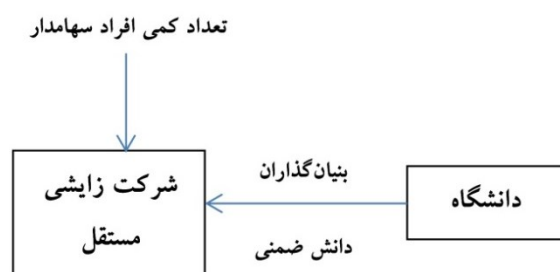 تعداد کمی افراد سهامدار
شرکت زایشی
مستقل
بنیان‌گذاران
دانش ضمنی
دانشگاه